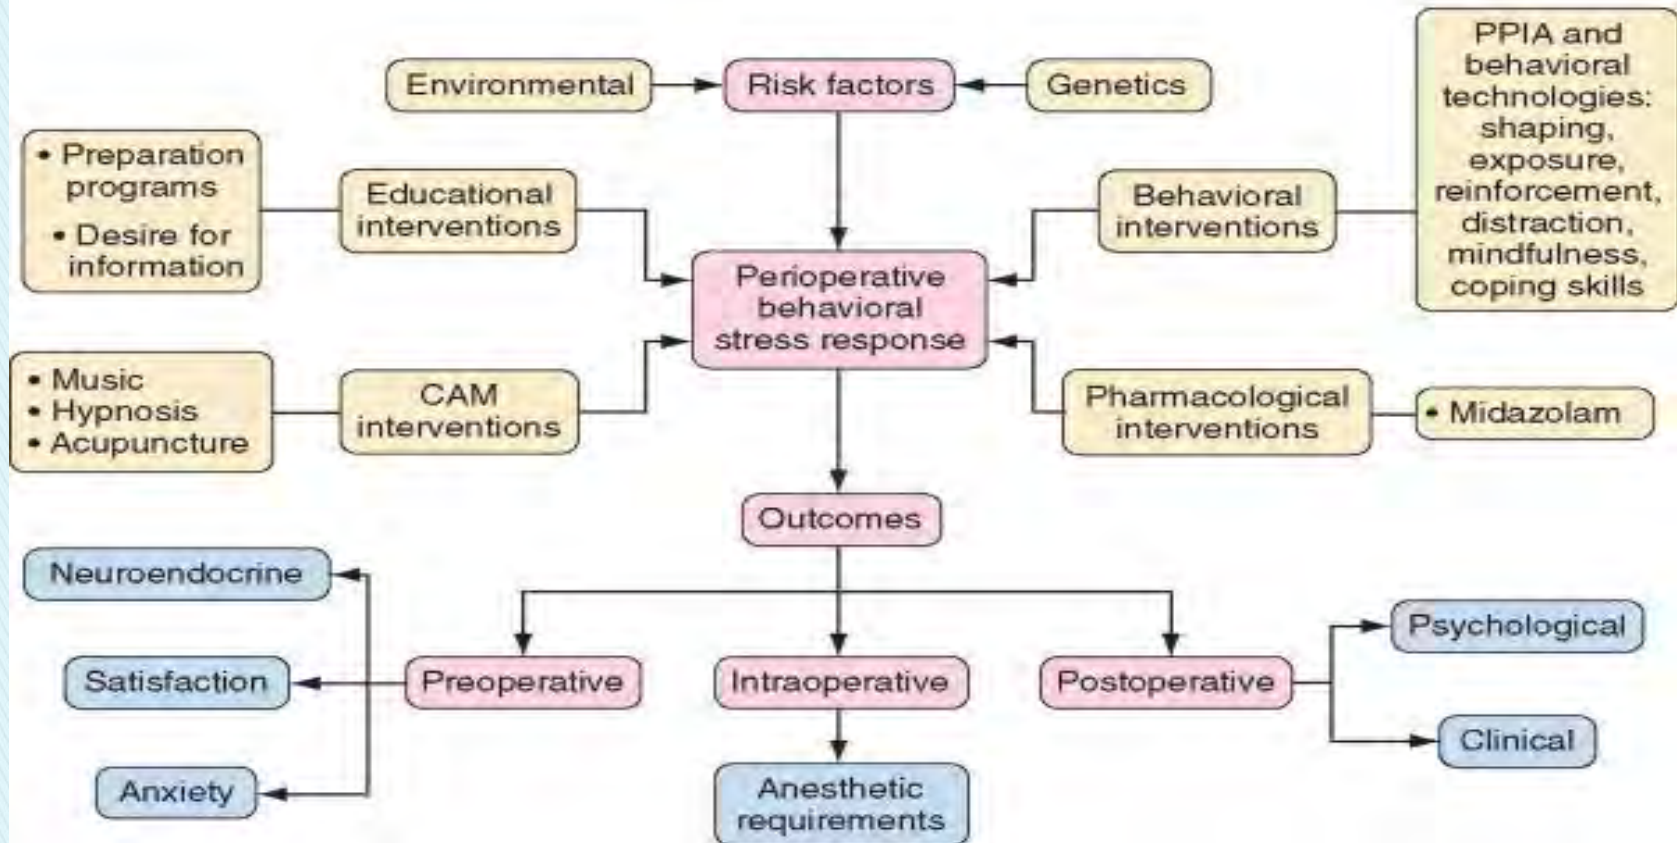 Environmental
Risk factors
Genetics
PPIA and
behavioral
technologies:
shaping,
exposure,
reinforcement,
distraction,
mindfulness,
coping skills
• Preparation
programs
• Desire for
information
Educational
interventions
Behavioral
interventions
Perioperative
behavioral
stress response
• Music
• Hypnosis
• Acupuncture
CAM
interventions
Pharmacological
interventions
• Midazolam
Outcomes
Neuroendocrine
Satisfaction
Anxiety
Preoperative
Intraoperative
Postoperative
Psychological
Clinical
Anesthetic
requirements